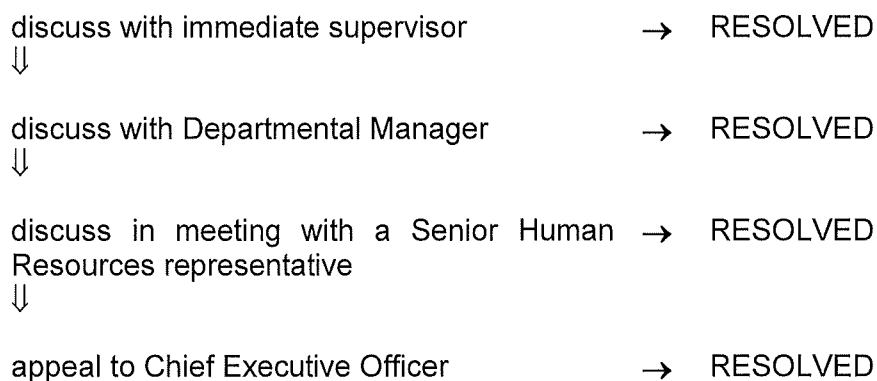 discuss with immediate supervisor → RESOLVED
⇓
discuss with Departmental Manager → RESOLVED
⇓
discuss in meeting with a Senior Human → RESOLVED
Resources representative
⇓
appeal to Chief Executive Officer → RESOLVED